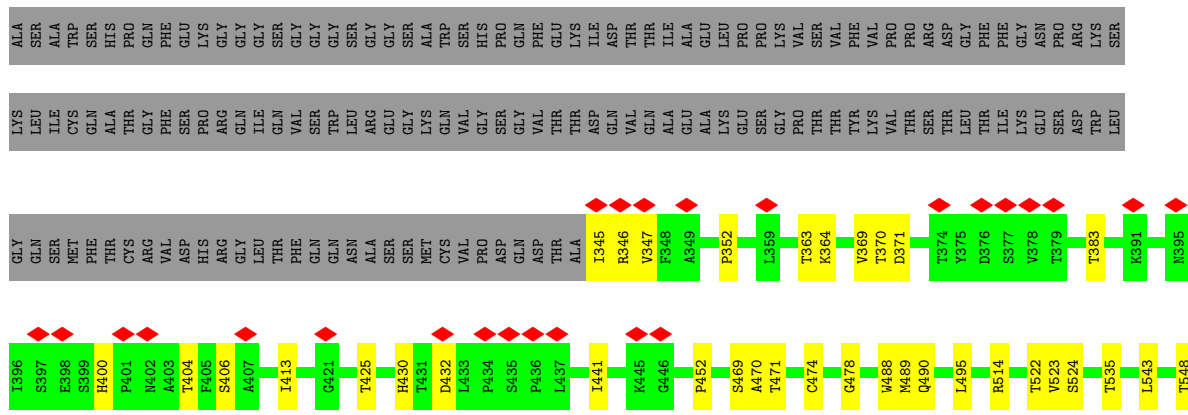 ALA SER ALA TRP SER HIS PRO GLN PHE GLU LYS GLY GLY GLY SER GLY GLY GLY SER GLY GLY SER ALA TRP SER HIS PRO GLN PHE GLU LYS ILE ASP THR THR ILE ALA GLU LEU PRO PRO LYS VAL SER VAL PHE VAL PRO PRO ARG ASP GLY PHE PHE GLY ASN PRO ARG LYS SER
LYS LEU ILE CYS GLN ALA THR GLY PHE SER PRO ARG GLN ILE GLN VAL SER TRP LEU ARG GLU GLY LYS GLN VAL GLY SER GLY VAL THR THR ASP GLN VAL GLN ALA GLU ALA LYS GLU SER GLY PRO THR THR TYR LYS VAL THR SER THR LEU THR ILE LYS GLU SER ASP TRP LEU
GLY GLN SER MET PHE THR CYS ARG VAL ASP HIS ARG GLY LEU THR PHE GLN GLN ASN ALA SER SER MET CYS VAL PRO ASP GLN ASP THR ALA I345 R346 V347 F348 A349 P352 L359 T363 K364 V369 T370 D371 T374 Y375 D376 S377 V378 T379 T383 K391 N395
I396 S397 E398 S399 H400 P401 N402 A403 T404 F405 S406 A407 I413 G421 T425 H430 T431 D432 L433 P434 S435 P436 L437 I441 K445 G446 P452 S469 A470 T471 C474 G478 W488 M489 Q490 L495 R514 T522 V523 S524 T535 L543 T548